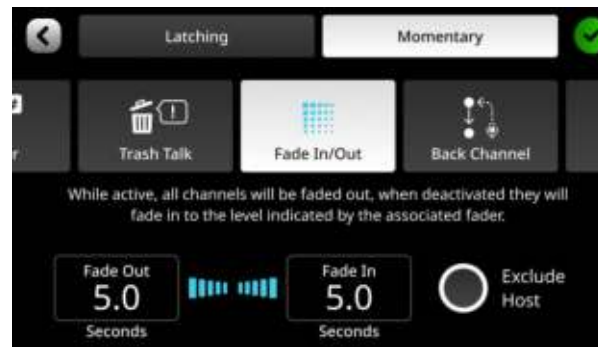 Latching
Momentary
Trash Talk
Fade In/Out
Back Channel
While active, all channels will be faded out, when deactivated they will
fade in to the level indicated by the associated fader.
Fade Out
5.0
Seconds
Fade In
5.0
Seconds
Exclude
Host